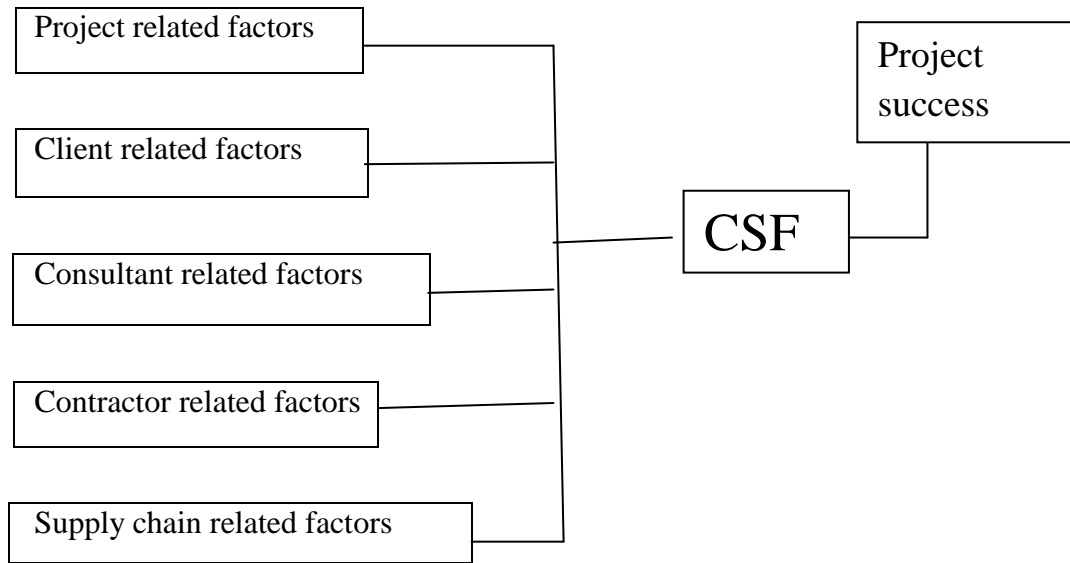 Project related factors
Client related factors
Consultant related factors
Contractor related factors
Supply chain related factors
CSF
Project
success